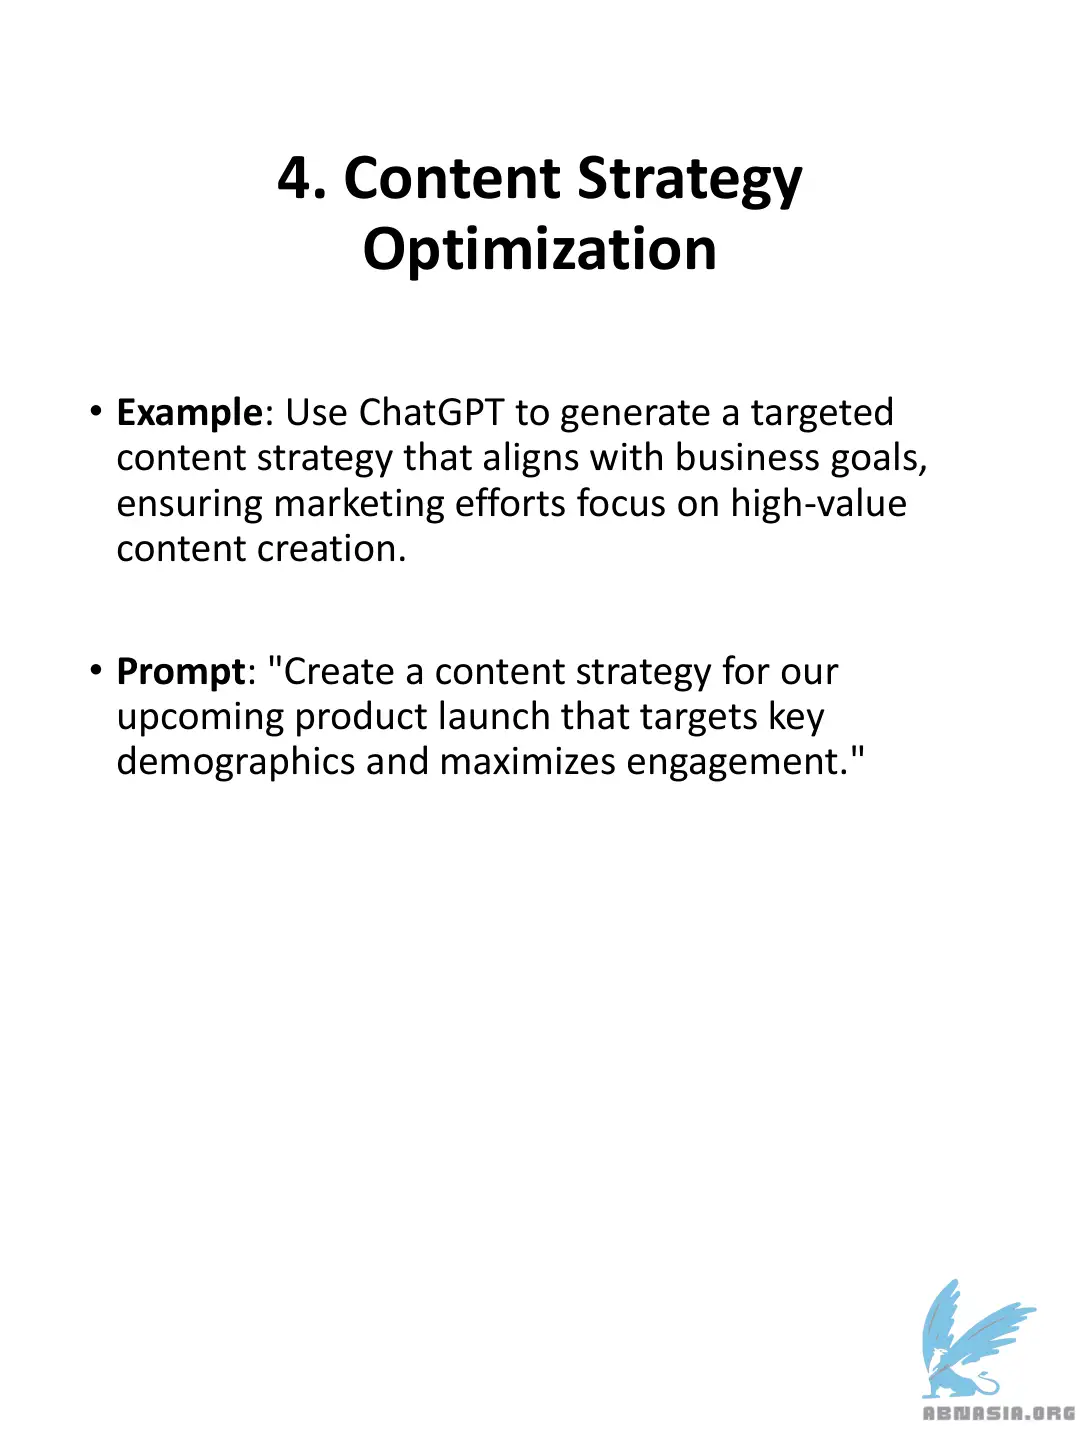 4. Content Strategy
Optimization
• Example: Use ChatGPT to generate a targeted
content strategy that aligns with business goals,
ensuring marketing efforts focus on high-value
content creation.
• Prompt: "Create a content strategy for our
upcoming product launch that targets key
demographics and maximizes engagement."
ABNASIA.ORG